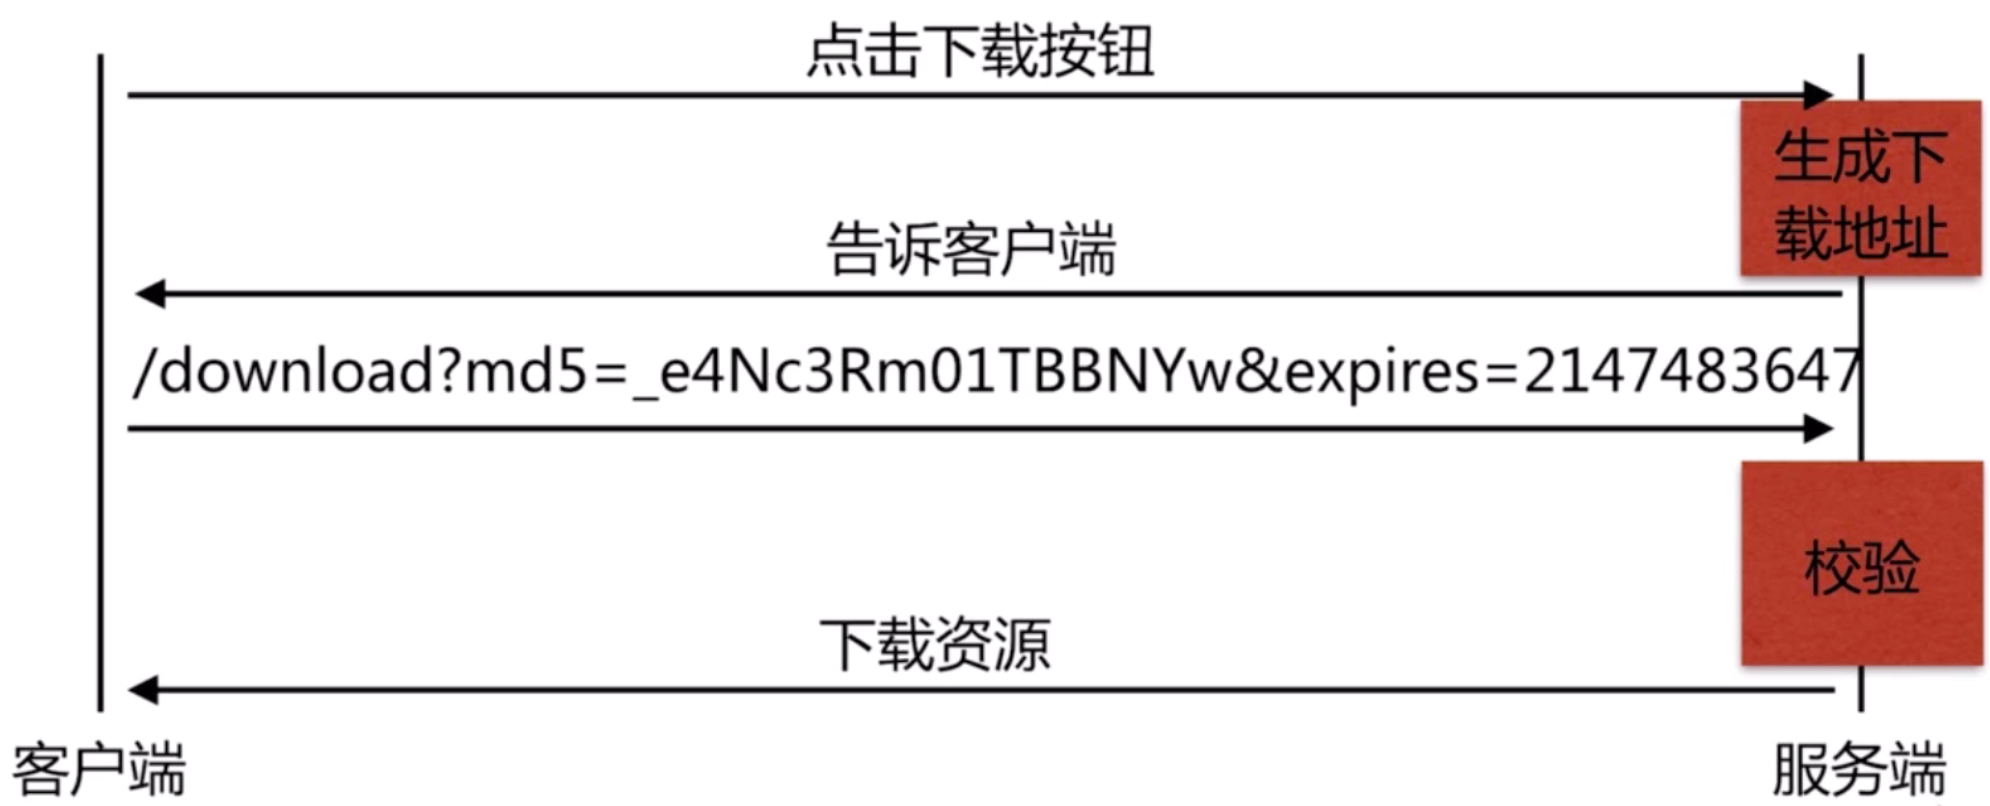 点击下载按钮
生成下
载地址
告诉客户端
/download?md5=_e4Nc3Rm01TBBNYw&expires=2147483647
校验
下载资源
客户端
服务端